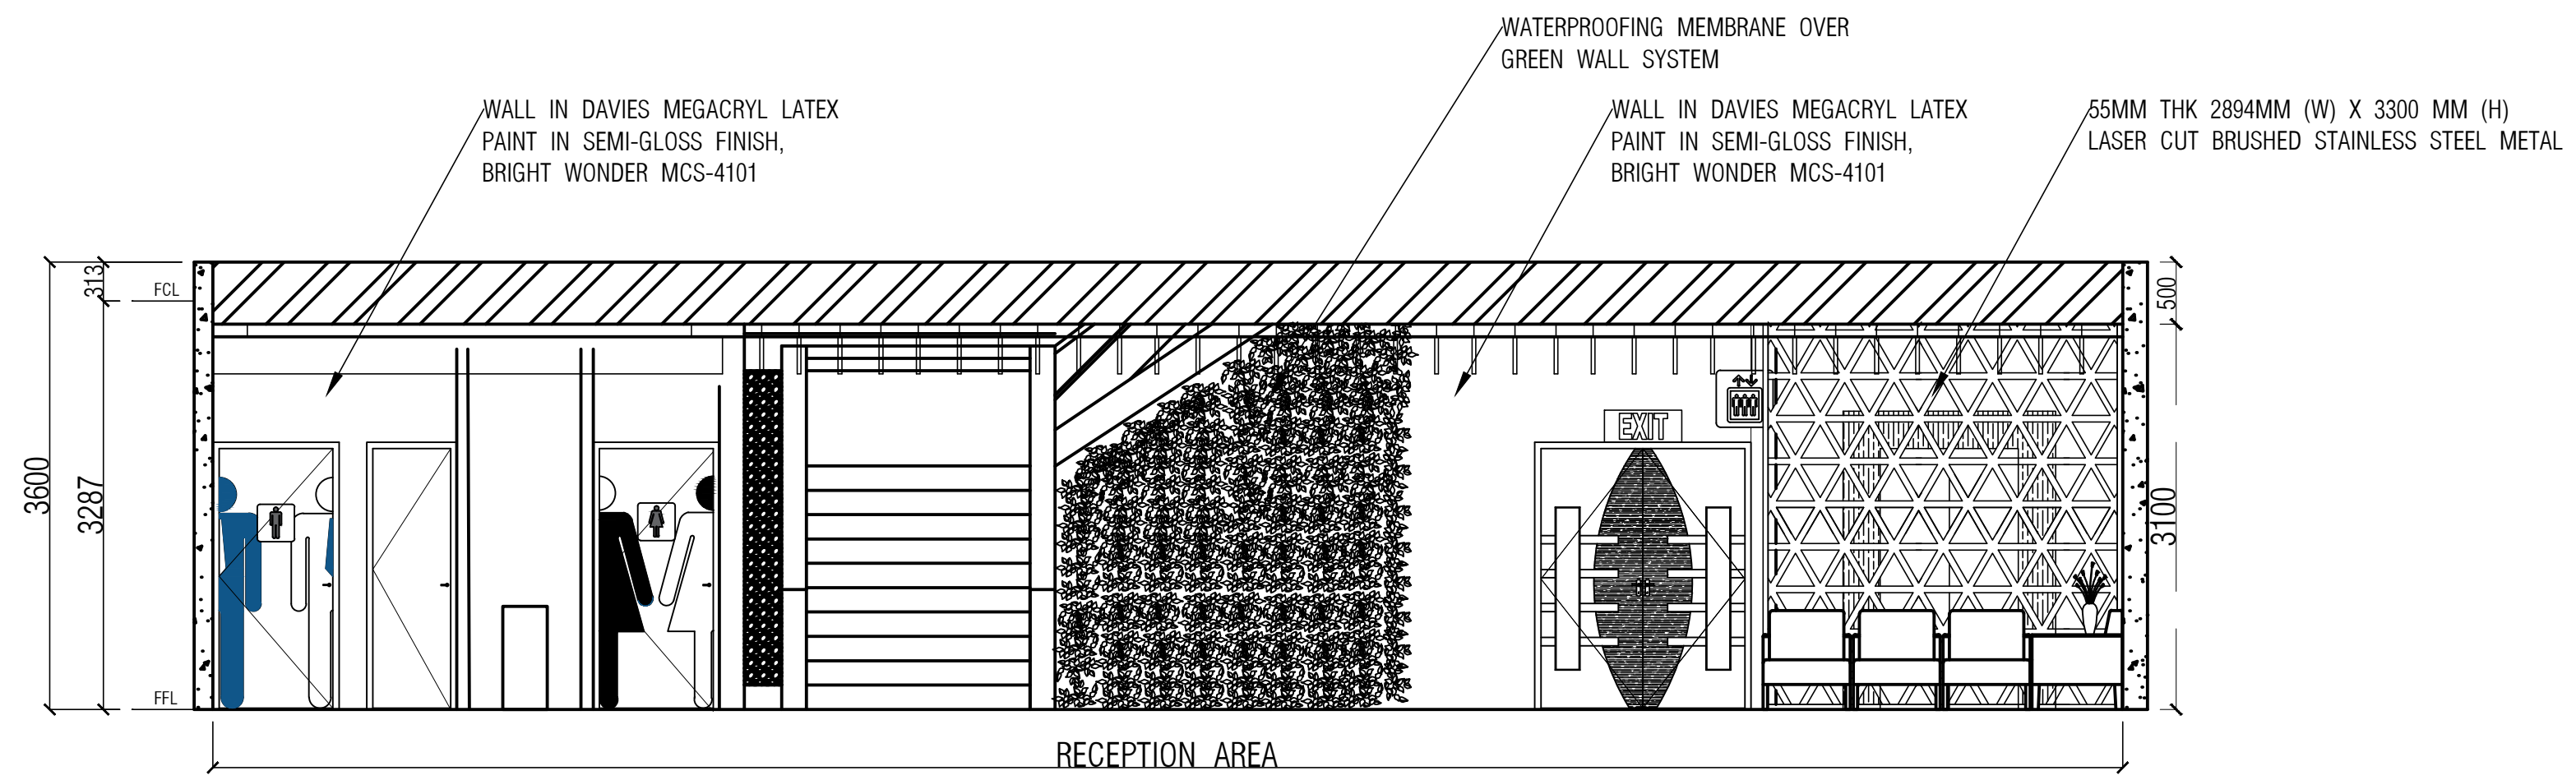 WATERPROOFING MEMBRANE OVER
GREEN WALL SYSTEM
WALL IN DAVIES MEGACRYL LATEX
PAINT IN SEMI-GLOSS FINISH,
BRIGHT WONDER MCS-4101
WALL IN DAVIES MEGACRYL LATEX
PAINT IN SEMI-GLOSS FINISH,
BRIGHT WONDER MCS-4101
55MM THK 2894MM (W) X 3300 MM (H)
LASER CUT BRUSHED STAINLESS STEEL METAL
313
FCL
500
EXIT
3600
3287
3100
FFL
RECEPTION AREA